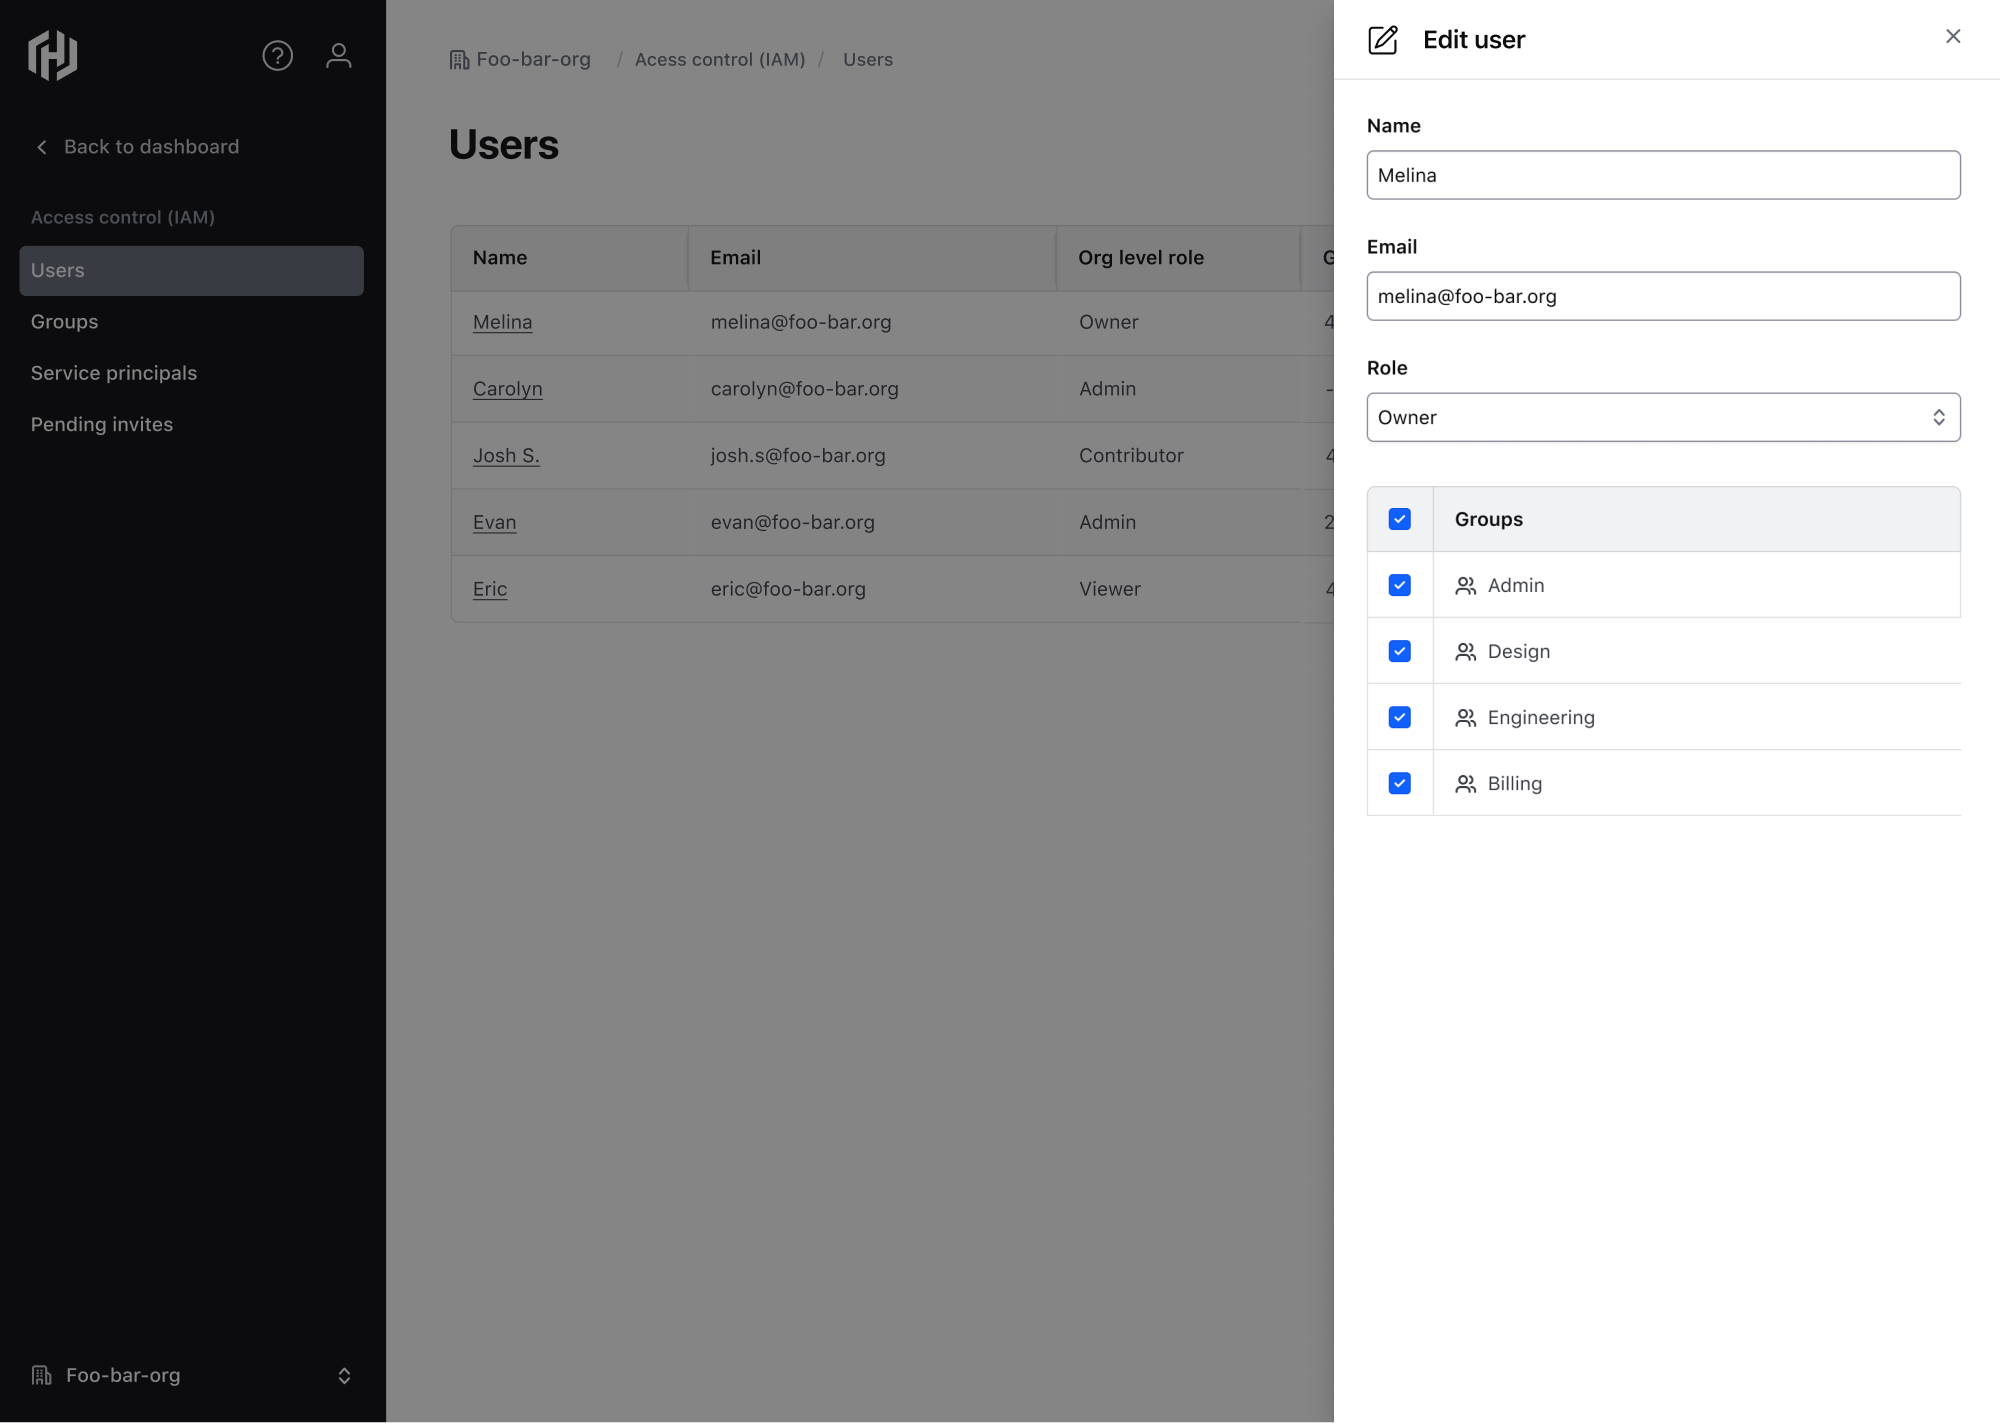 Back to dashboard
Access control (IAM)
Users
Groups
Service principals
Pending invites
Foo-bar-org
Foo-bar-org / Acess control (IAM) / Users
Users
Name Email Org level role G
Melina melina@foo-bar.org Owner 4
Carolyn carolyn@foo-bar.org Admin -
Josh S. josh.s@foo-bar.org Contributor 4
Evan evan@foo-bar.org Admin 2
Eric eric@foo-bar.org Viewer 4
Edit user
Name
Melina
Email
melina@foo-bar.org
Role
Owner
Groups
Admin
Design
Engineering
Billing